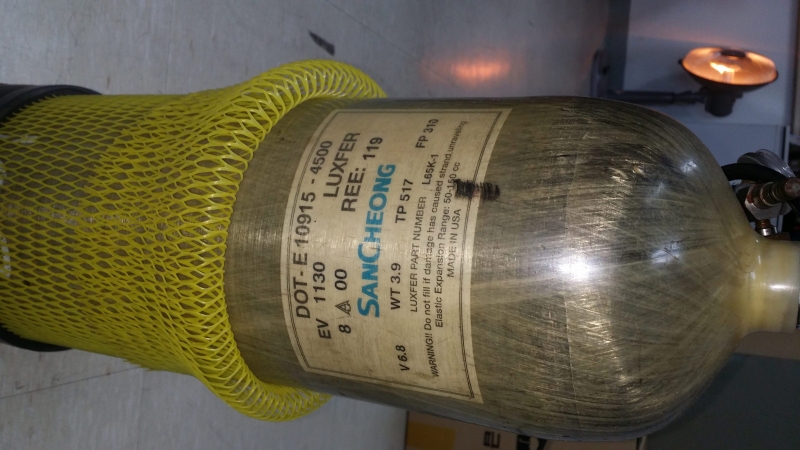 DOT- E 10915 - 4500
EV 1130 LUXFER
8 A 00 REE: 119
SANCHEONG
WT 3.9 TP 517 FP 310
LUXFER PART NUMBER L65K-1
V 6.8
WARNING!! Do not fill if damage has caused strand unraveling
Elastic Expansion Range: 50-150 cc
MADE IN USA